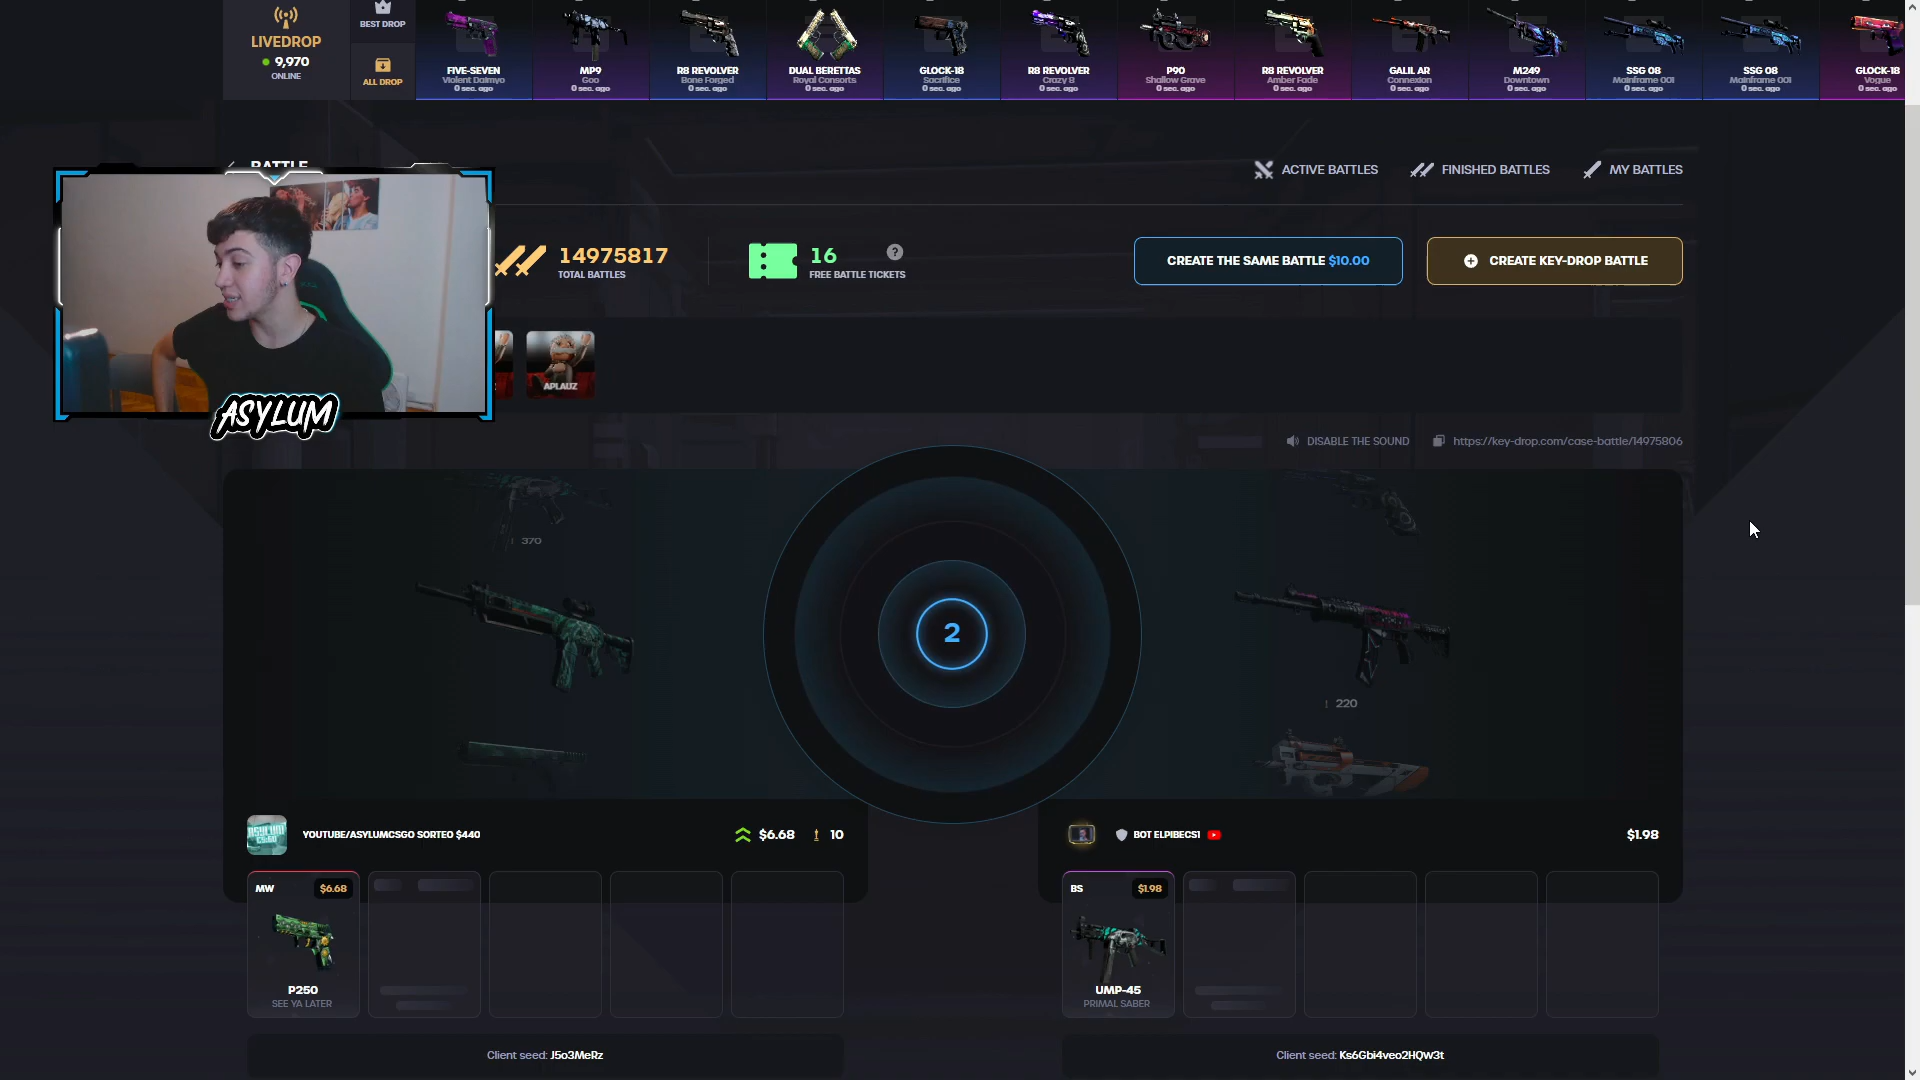 LIVEDROP
9,970
ONLINE
BEST DROP
ALL DROP
FIVE-SEVEN
Violent Daimyo
0 sec. ago
MP9
Goo
0 sec. ago
R8 REVOLVER
Bone Forged
0 sec. ago
DUAL BERETTAS
Royal Consorts
0 sec. ago
GLOCK-18
Sacrifice
0 sec. ago
R8 REVOLVER
Crazy 8
0 sec. ago
P90
Shallow Grave
0 sec. ago
R8 REVOLVER
Amber Fade
0 sec. ago
GALIL AR
Connexion
0 sec. ago
M249
Downtown
0 sec. ago
SSG 08
Mainframe 001
0 sec. ago
SSG 08
Mainframe 001
0 sec. ago
GLOCK-18
Vogue
0 sec. ago
BATTLE
ACTIVE BATTLES
FINISHED BATTLES
MY BATTLES
14975817
TOTAL BATTLES
16
FREE BATTLE TICKETS
?
CREATE THE SAME BATTLE $10.00
CREATE KEY-DROP BATTLE
APLAUZ
ASYLUM
DISABLE THE SOUND
https://key-drop.com/case-battle/14975806
370
2
220
YOUTUBE/ASYLUMCSGO SORTEO $440
$6.68
10
BOT ELPIBECS1
$1.98
MW
$6.68
P250
SEE YA LATER
BS
$1.98
UMP-45
PRIMAL SABER
Client seed: J5o3MeRz
Client seed: Ks6Gbi4veo2HQW3t